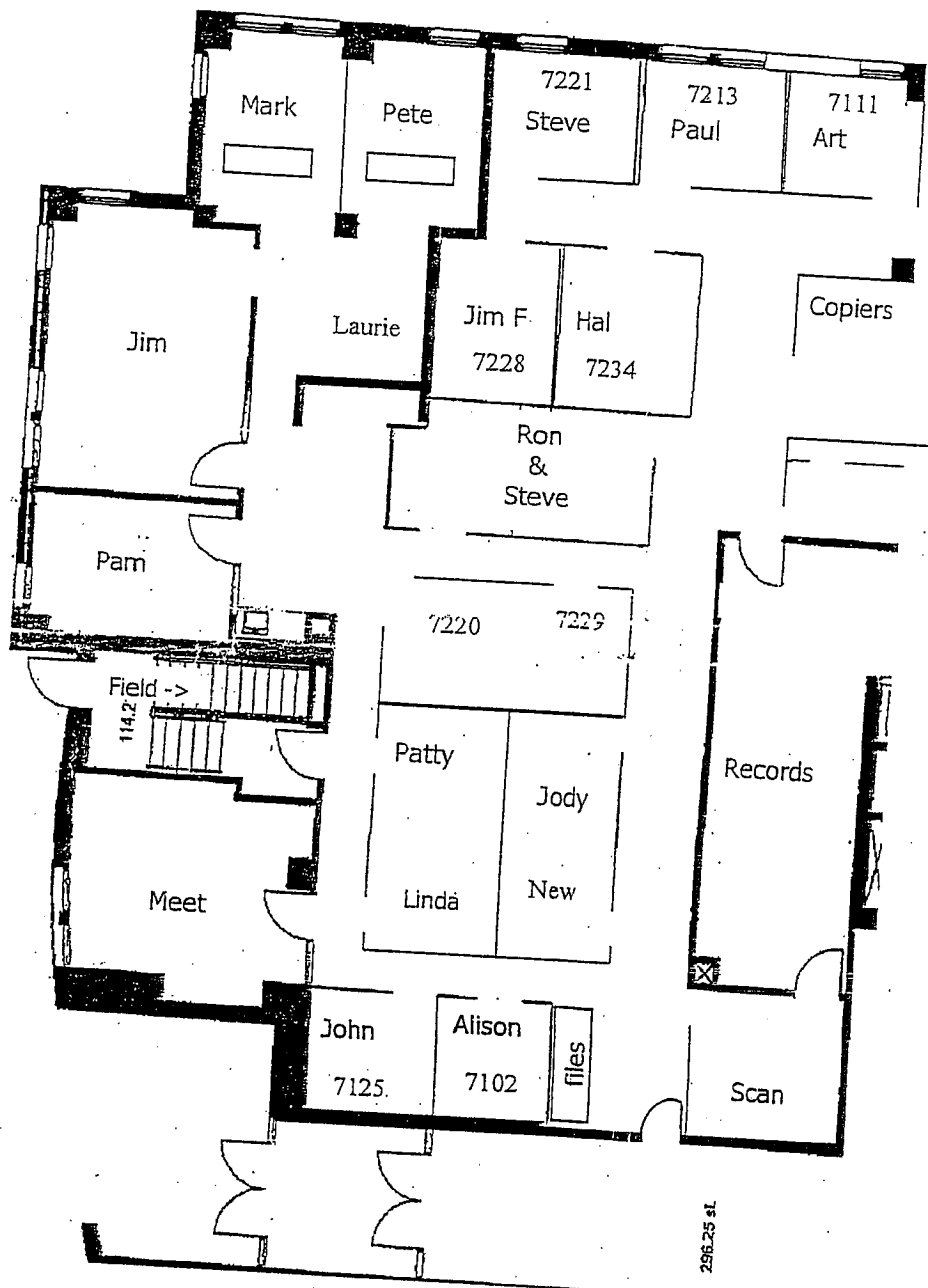 7221
Steve
7213
Paul
7111
Art
Mark
Pete
Jim
Laurie
Jim F.
7228
Hal
7234
Copiers
Ron
&
Steve
Pam
7220
7229
Field ->
114.2
Patty
Jody
Records
Meet
Linda
New
John
7125.
Alison
7102
files
Scan
296.25 sf.